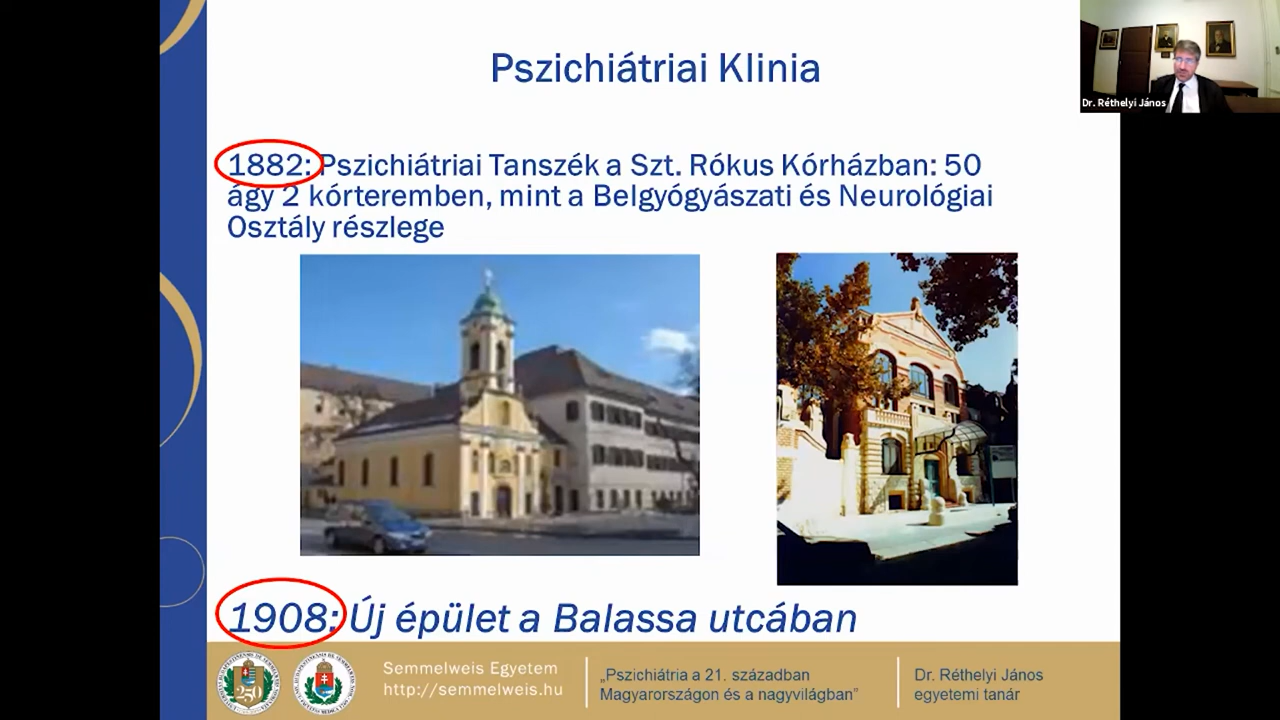 Pszichiátriai Klinia
Dr. Réthelyi János
1882: Pszichiátriai Tanszék a Szt. Rókus Kórházban: 50
ágy 2 kórteremben, mint a Belgyógyászati és Neurológiai
Osztály részlege
1908: Új épület a Balassa utcában
250
Semmelweis Egyetem
http://semmelweis.hu
„Pszichiátria a 21. században
Magyarországon és a nagyvilágban”
Dr. Réthelyi János
egyetemi tanár